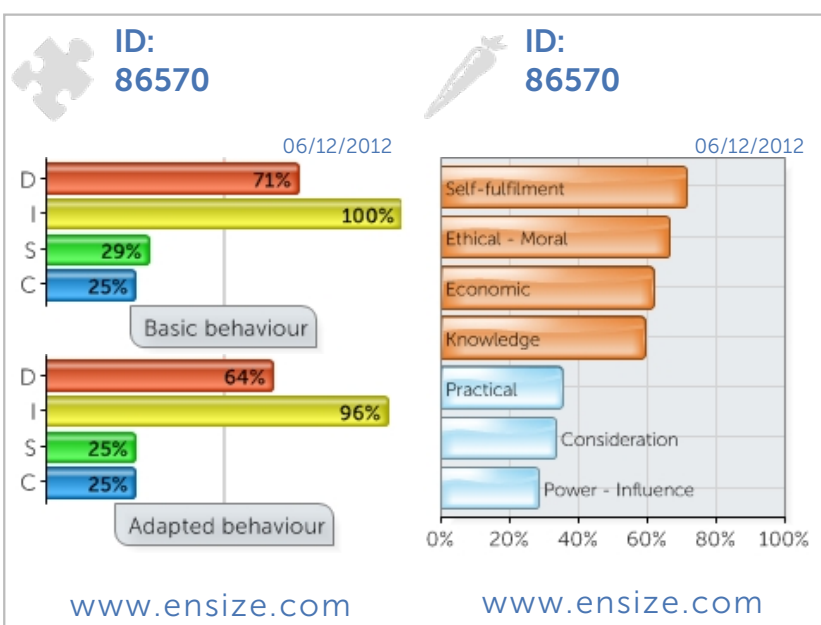 ID:
86570
06/12/2012
D 71%
I 100%
S 29%
C 25%
Basic behaviour
D 64%
I 96%
S 25%
C 25%
Adapted behaviour
www.ensize.com
ID:
86570
06/12/2012
Self-fulfilment
Ethical - Moral
Economic
Knowledge
Practical
Consideration
Power - Influence
0% 20% 40% 60% 80% 100%
www.ensize.com